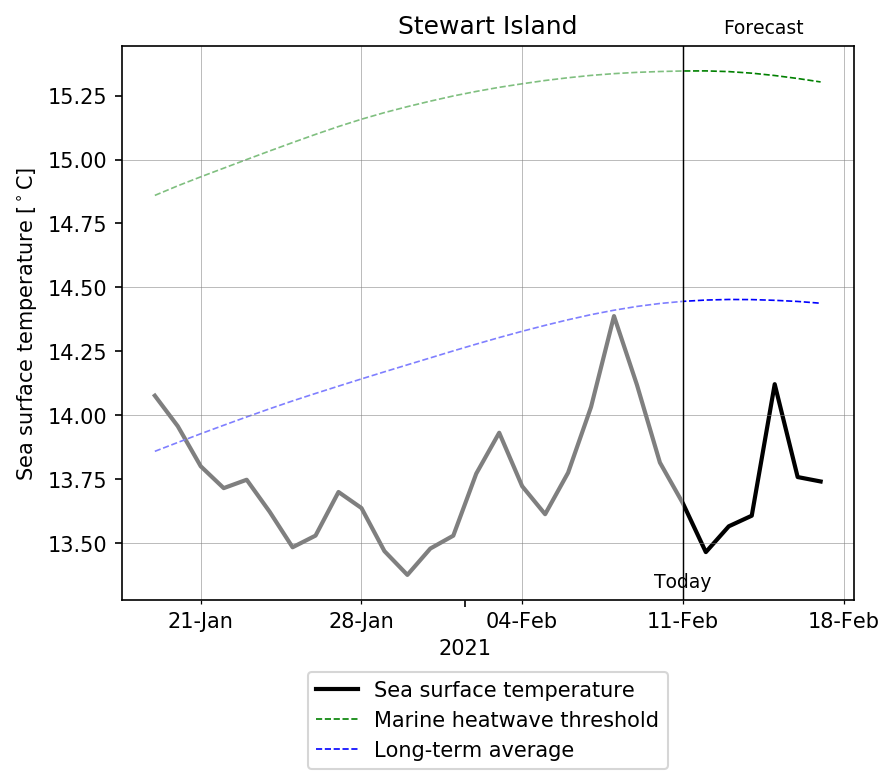 Stewart Island
Forecast
Sea surface temperature [°C]
15.25
15.00
14.75
14.50
14.25
14.00
13.75
13.50
Today
21-Jan
28-Jan
04-Feb
11-Feb
18-Feb
2021
Sea surface temperature
Marine heatwave threshold
Long-term average